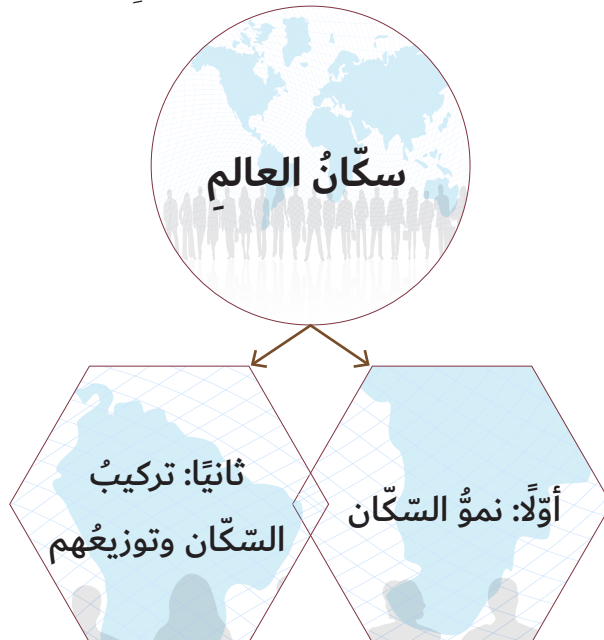 سكّانُ العالمِ
أوّلًا: نموُّ السّكّان
ثانيًا: تركيبُ
السّكّان وتوزيعُهم